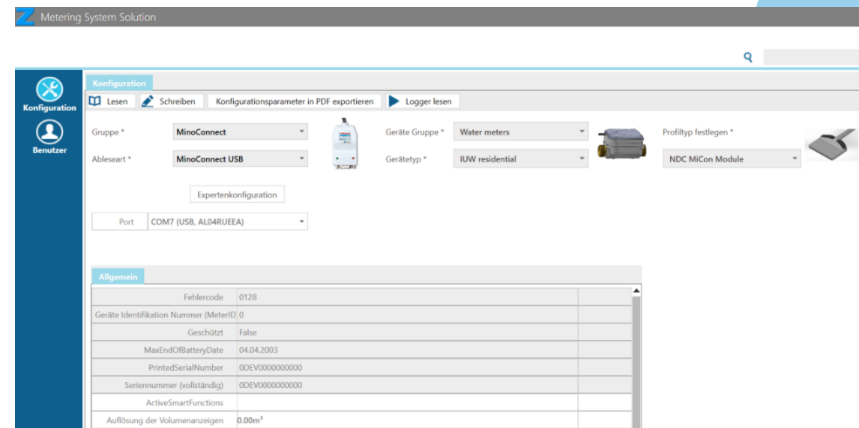 Metering System Solution
Konfiguration
Lesen Schreiben Konfigurationsparameter in PDF exportieren Logger lesen
Konfiguration
Benutzer
Gruppe * MinoConnect Geräte Gruppe * Water meters Profiltyp festlegen *
Ableseart * MinoConnect USB Gerätetyp * IUW residential NDC MiCon Module
Expertenkonfiguration
Port COM7 (USB, AL04RUEEA)
Allgemein
Fehlercode 0128
Geräte Identifikation Nummer (MeterID 0
Geschützt False
MaxEndOfBatteryDate 04.04.2003
PrintedSerialNumber 0DEV0000000000
Seriennummer (vollständig) 0DEV0000000000
ActiveSmartFunctions
Auflösung der Volumenanzeigen 0.00m³